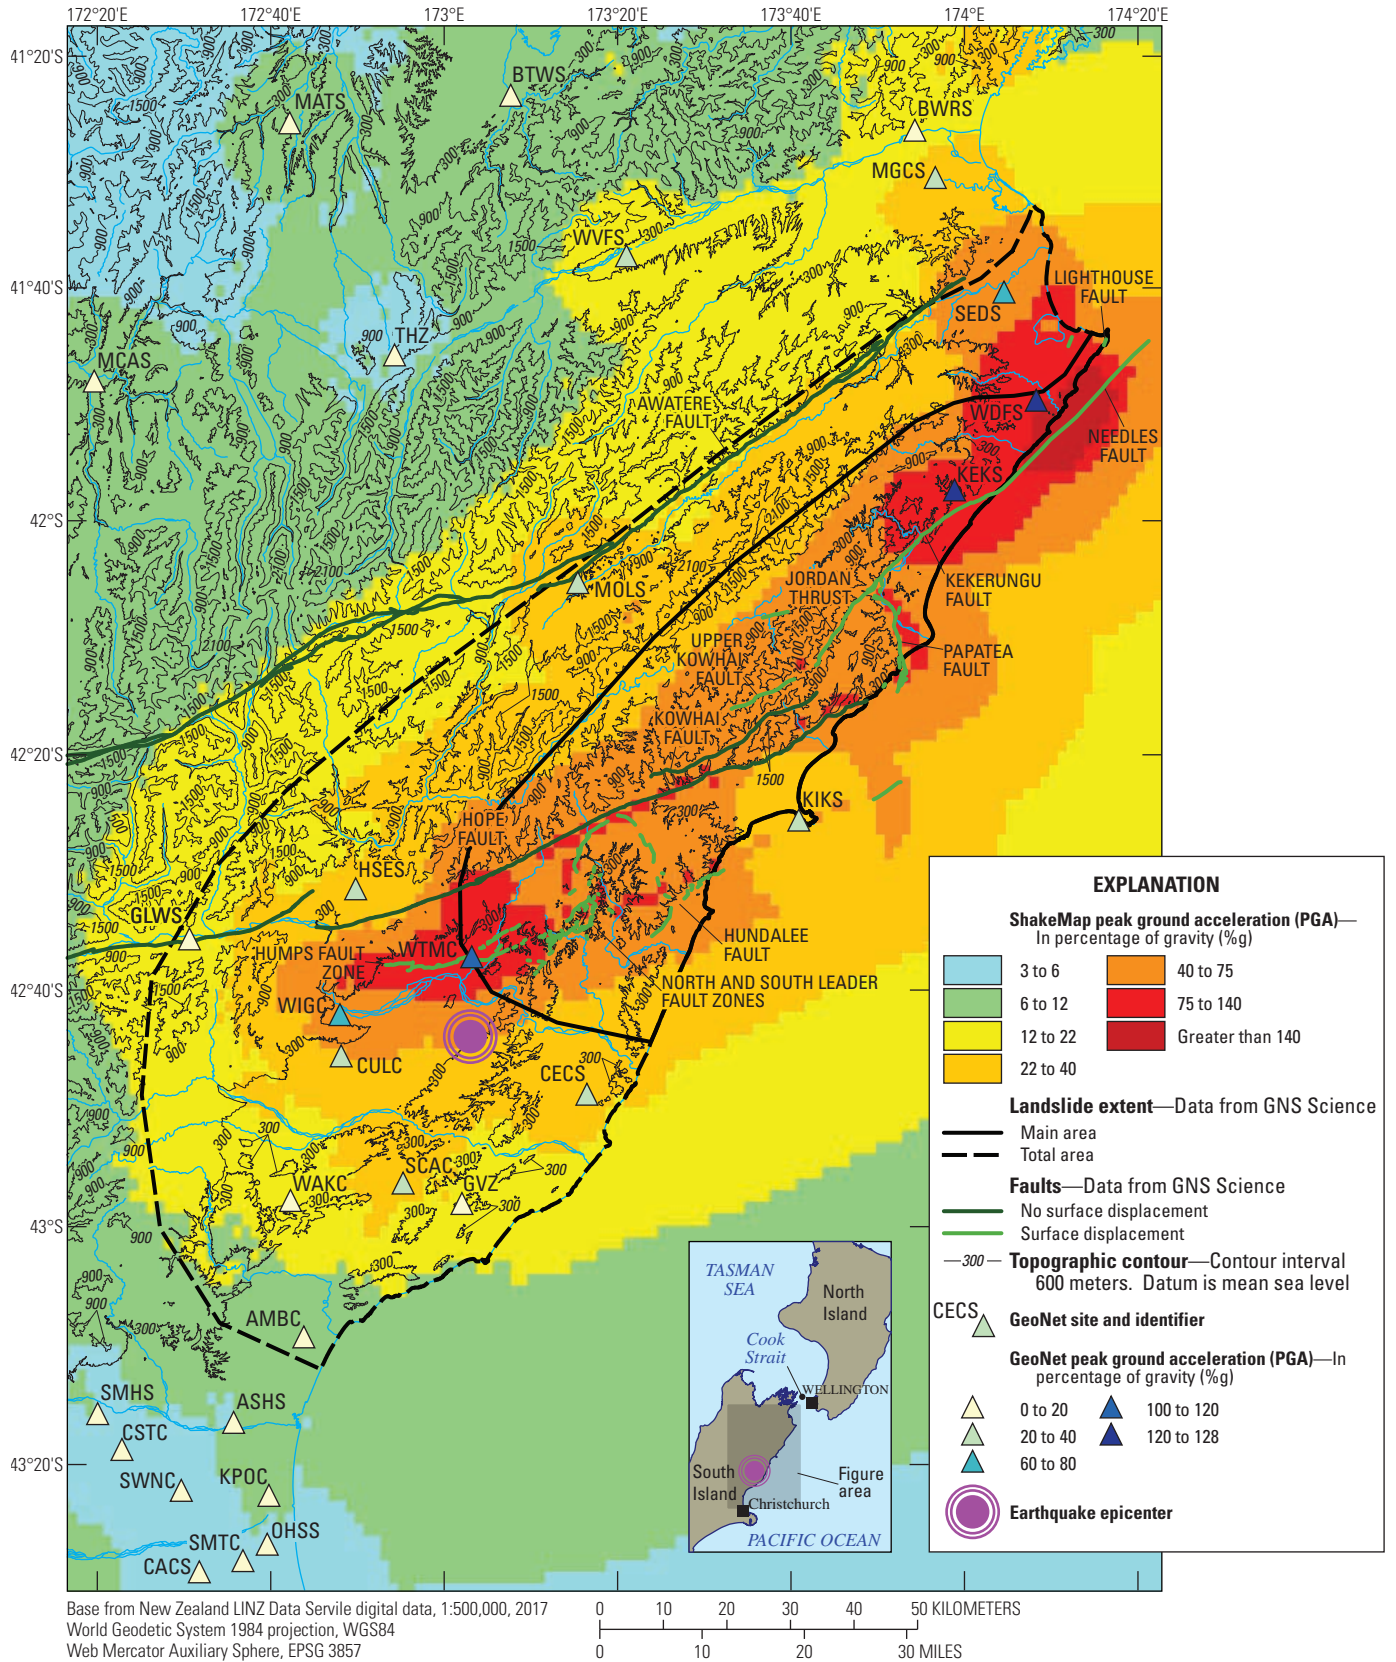 172°20'E 172°40'E 173°E 173°20'E 173°40'E 174°E 174°20'E
41°20'S
41°40'S
42°S
42°20'S
42°40'S
43°S
43°20'S
MATS
BTWS
BWRS
MGCS
WVFS
THZ
MCAS
SEDS
LIGHTHOUSE
FAULT
WDFS
NEEDLES
FAULT
AWATERE
FAULT
KEKS
MOLS
JORDAN
THRUST
KEKERUNGU
FAULT
UPPER
KOWHAI
FAULT
PAPATEA
FAULT
KOWHAI
FAULT
KIKS
HOPE
FAULT
HSES
GLWS
HUMPS FAULT
ZONE
WTMC
HUNDALEE
FAULT
NORTH AND SOUTH LEADER
FAULT ZONES
WIGC
CULC
CECS
SCAC
WAKC
GVZ
AMBC
SMHS
ASHS
CSTC
SWNC
KPOC
OHSS
SMTC
CACS
300
900
1500
2100
EXPLANATION
ShakeMap peak ground acceleration (PGA)—
In percentage of gravity (%g)
3 to 6 40 to 75
6 to 12 75 to 140
12 to 22 Greater than 140
22 to 40
Landslide extent—Data from GNS Science
Main area
Total area
Faults—Data from GNS Science
No surface displacement
Surface displacement
—300— Topographic contour—Contour interval
600 meters. Datum is mean sea level
CECS GeoNet site and identifier
GeoNet peak ground acceleration (PGA)—In
percentage of gravity (%g)
0 to 20 100 to 120
20 to 40 120 to 128
60 to 80
Earthquake epicenter
TASMAN
SEA
North
Island
Cook
Strait
WELLINGTON
South
Island
Figure
area
Christchurch
PACIFIC OCEAN
Base from New Zealand LINZ Data Servile digital data, 1:500,000, 2017
World Geodetic System 1984 projection, WGS84
Web Mercator Auxiliary Sphere, EPSG 3857
0 10 20 30 40 50 KILOMETERS
0 10 20 30 MILES